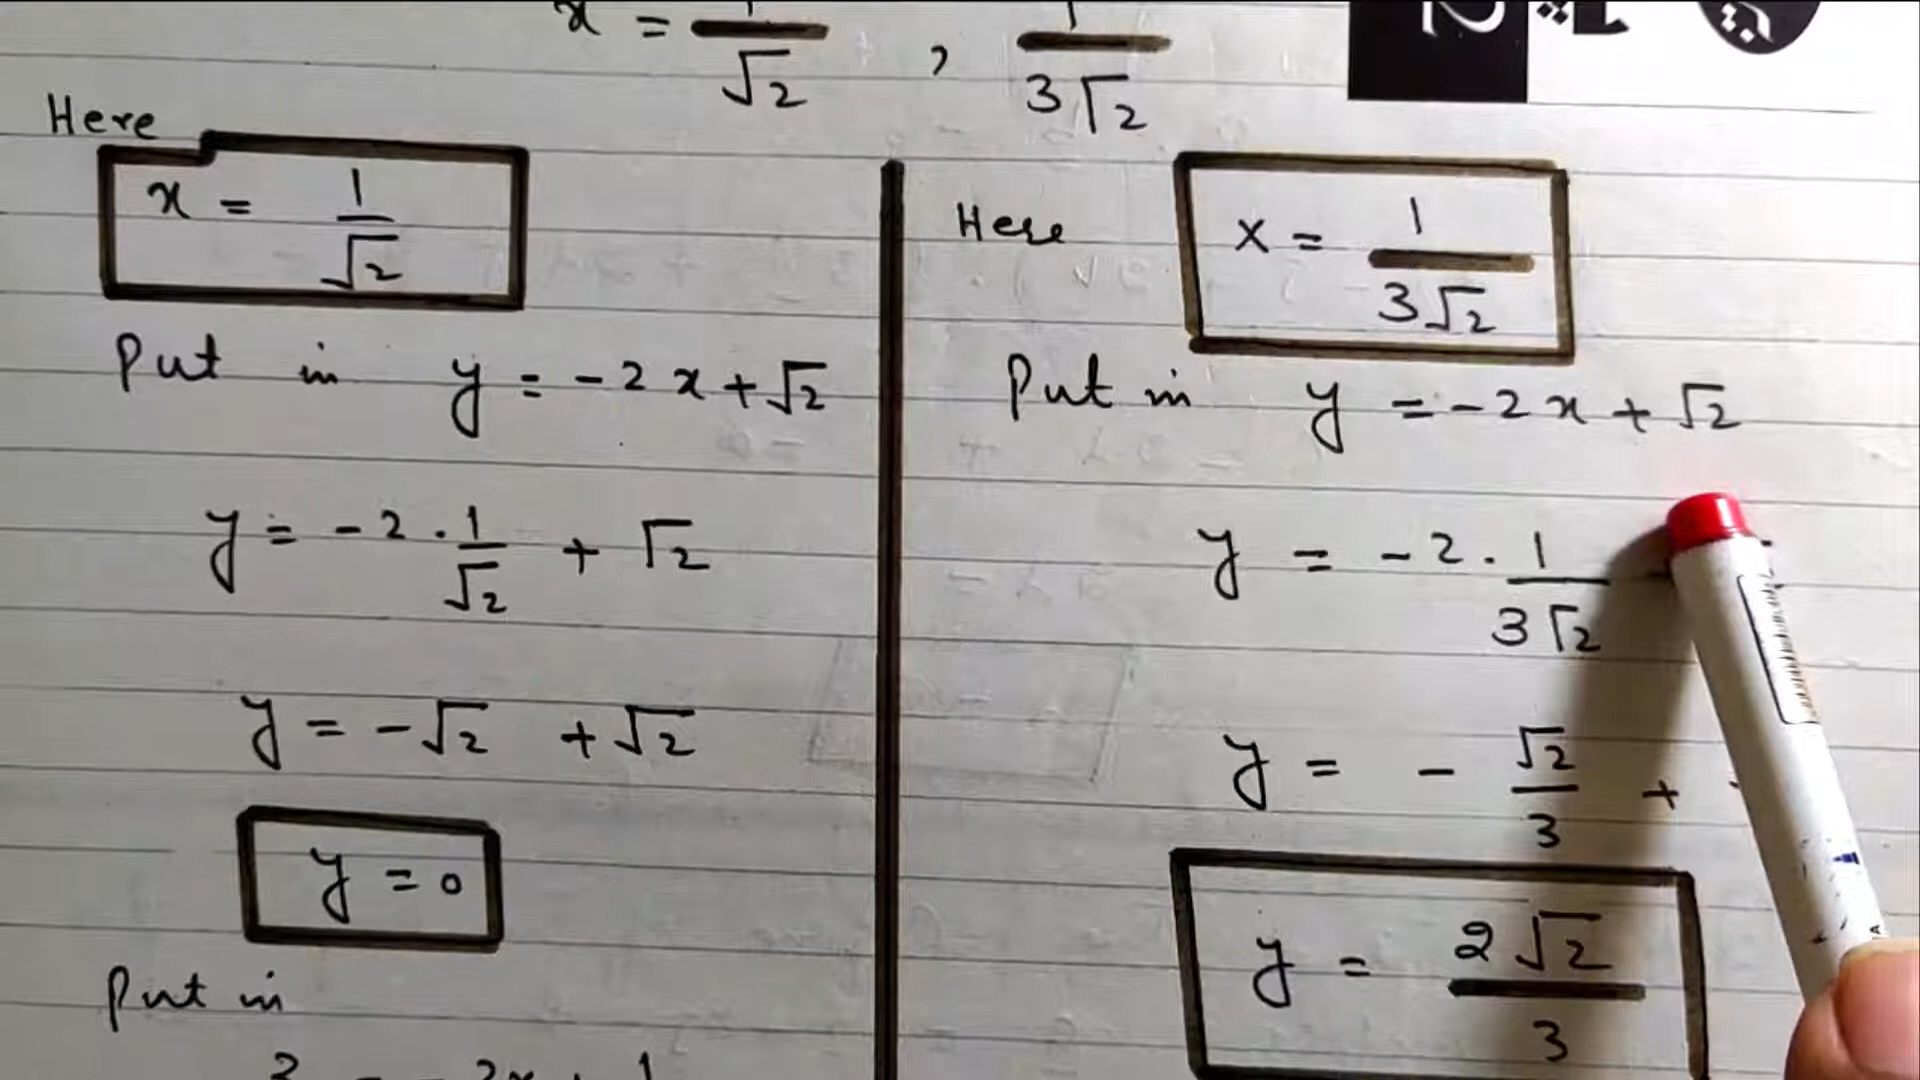 x = 1/√2 , 1/3√2
Here
x = 1/√2
Put in y = -2x + √2
y = -2 · 1/√2 + √2
y = -√2 + √2
y = 0
Put in
Here x = 1/3√2
Put in y = -2x + √2
y = -2 · 1/3√2
y = - √2/3 +
y = 2√2/3